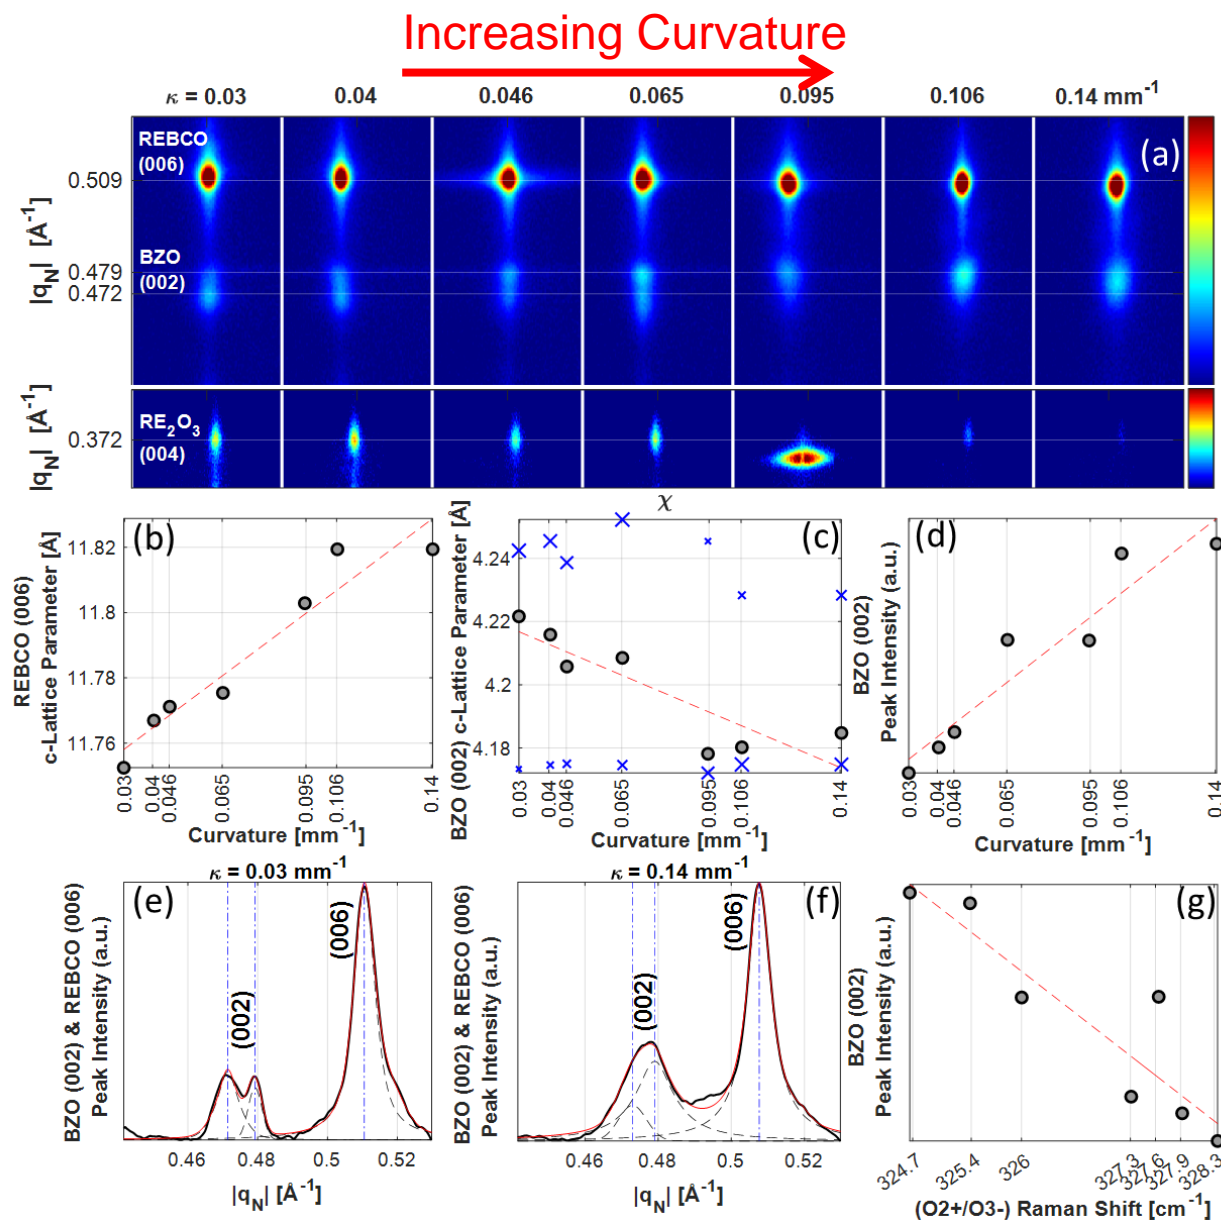 Increasing Curvature
κ = 0.03 0.04 0.046 0.065 0.095 0.106 0.14 mm⁻¹
REBCO
(006)
(a)
0.509
|q_N| [Å⁻¹]
BZO
(002)
0.479
0.472
|q_N| [Å⁻¹]
RE₂O₃
(004)
0.372
χ
(b)
REBCO (006)
c-Lattice Parameter [Å]
11.82
11.8
11.78
11.76
0.03 0.04 0.046 0.065 0.095 0.106 0.14
Curvature [mm⁻¹]
(c)
BZO (002) c-Lattice Parameter [Å]
4.24
4.22
4.2
4.18
0.03 0.04 0.046 0.065 0.095 0.106 0.14
Curvature [mm⁻¹]
(d)
BZO (002)
Peak Intensity (a.u.)
0.03 0.04 0.046 0.065 0.095 0.106 0.14
Curvature [mm⁻¹]
κ = 0.03 mm⁻¹
(e)
BZO (002) & REBCO (006)
Peak Intensity (a.u.)
(002)
(006)
0.46 0.48 0.5 0.52
|q_N| [Å⁻¹]
κ = 0.14 mm⁻¹
(f)
BZO (002) & REBCO (006)
Peak Intensity (a.u.)
(002)
(006)
0.46 0.48 0.5 0.52
|q_N| [Å⁻¹]
(g)
BZO (002)
Peak Intensity (a.u.)
324.7 325.4 326 327.3 327.6 327.9 328.3
(O2+/O3-) Raman Shift [cm⁻¹]